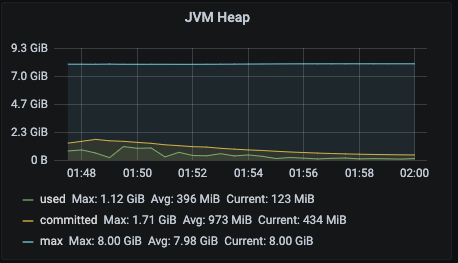 JVM Heap
9.3 GiB
7.0 GiB
4.7 GiB
2.3 GiB
0 B
01:48 01:50 01:52 01:54 01:56 01:58 02:00
used Max: 1.12 GiB Avg: 396 MiB Current: 123 MiB
committed Max: 1.71 GiB Avg: 973 MiB Current: 434 MiB
max Max: 8.00 GiB Avg: 7.98 GiB Current: 8.00 GiB